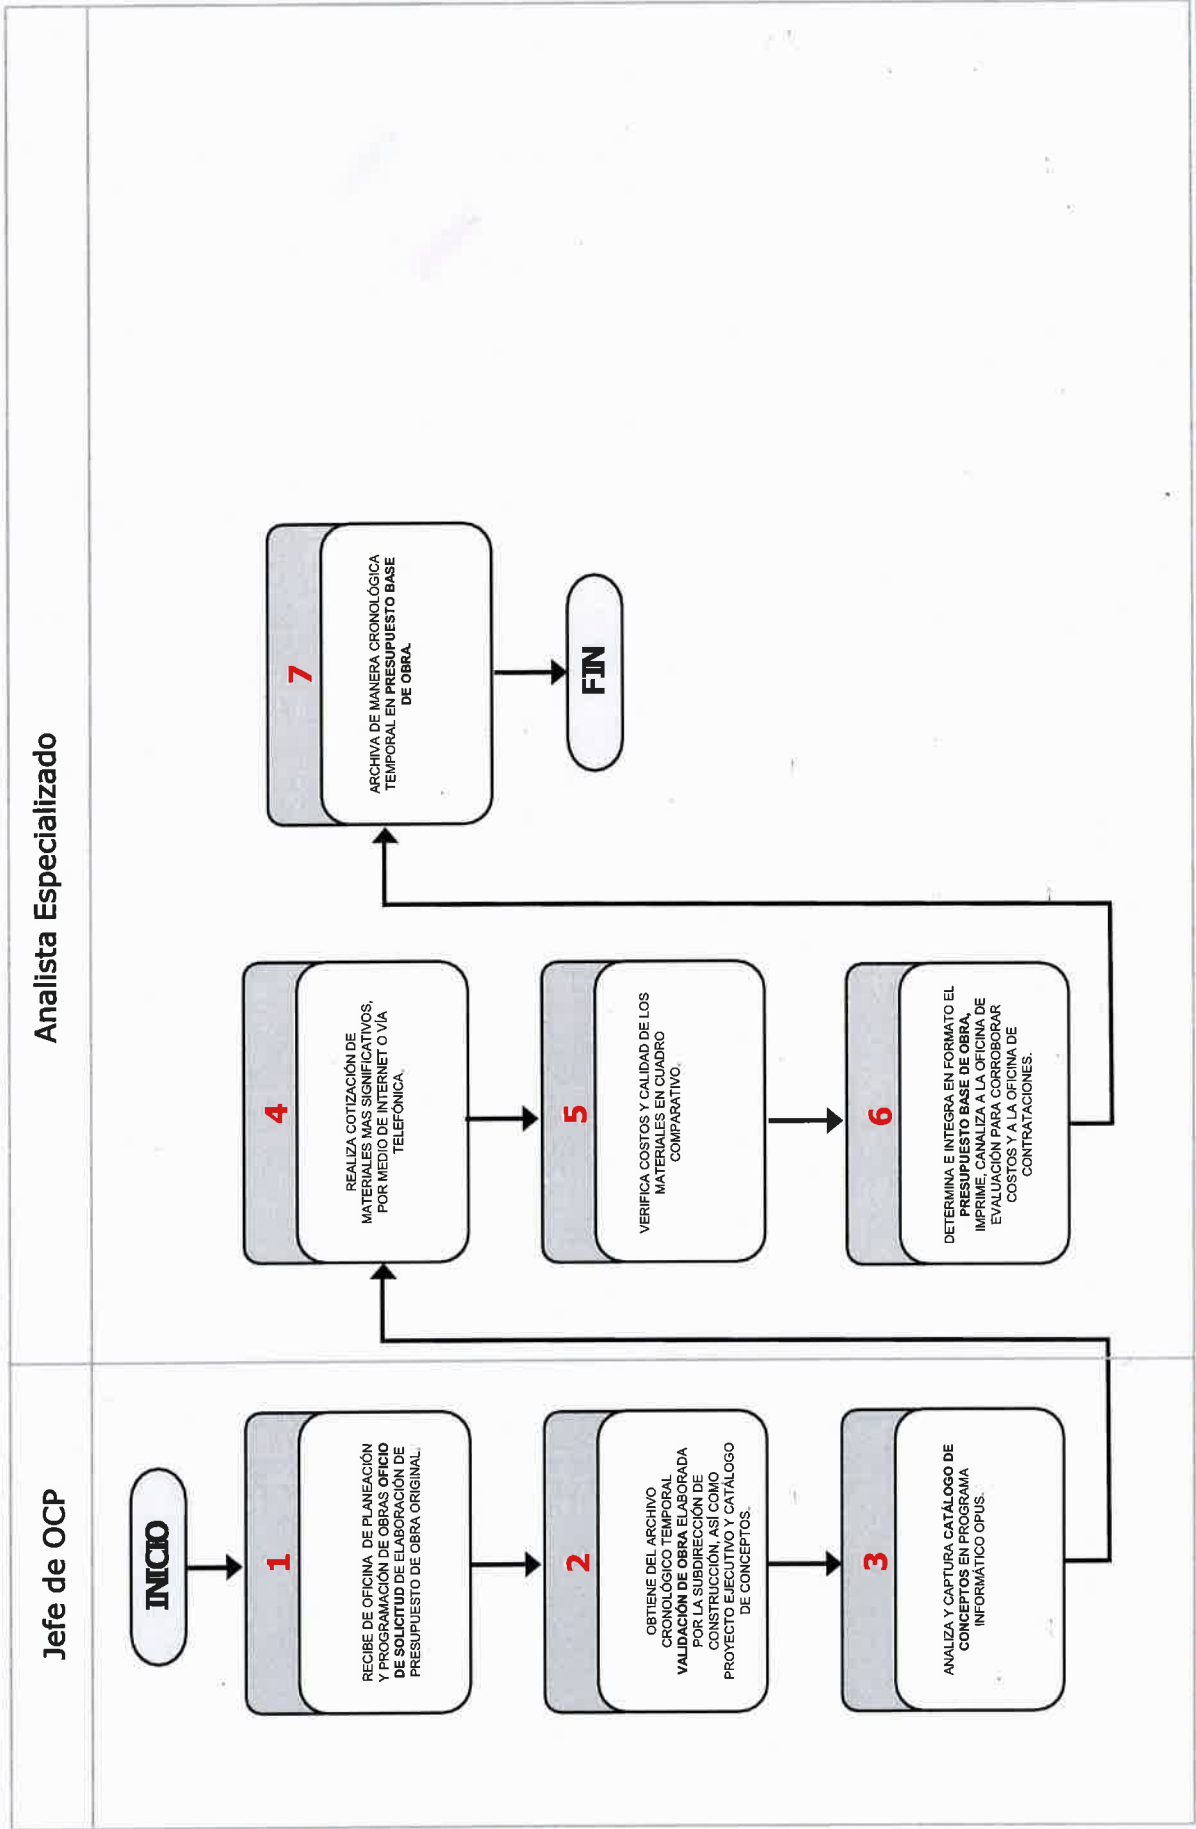 Jefe de OCP
Analista Especializado
INICIO
1
RECIBE DE OFICINA DE PLANEACIÓN
Y PROGRAMACIÓN DE OBRAS OFICIO
DE SOLICITUD DE ELABORACIÓN DE
PRESUPUESTO DE OBRA ORIGINAL.
2
OBTIENE DEL ARCHIVO
CRONOLÓGICO TEMPORAL
VALIDACIÓN DE OBRA ELABORADA
POR LA SUBDIRECCIÓN DE
CONSTRUCCIÓN, ASÍ COMO
PROYECTO EJECUTIVO Y CATÁLOGO
DE CONCEPTOS.
3
ANALIZA Y CAPTURA CATÁLOGO DE
CONCEPTOS EN PROGRAMA
INFORMÁTICO OPUS.
4
REALIZA COTIZACIÓN DE
MATERIALES MAS SIGNIFICATIVOS,
POR MEDIO DE INTERNET O VÍA
TELEFÓNICA.
5
VERIFICA COSTOS Y CALIDAD DE LOS
MATERIALES EN CUADRO
COMPARATIVO.
6
DETERMINA E INTEGRA EN FORMATO EL
PRESUPUESTO BASE DE OBRA,
IMPRIME, CANALIZA A LA OFICINA DE
EVALUACIÓN PARA CORROBORAR
COSTOS Y A LA OFICINA DE
CONTRATACIONES.
7
ARCHIVA DE MANERA CRONOLÓGICA
TEMPORAL EN PRESUPUESTO BASE
DE OBRA.
FIN